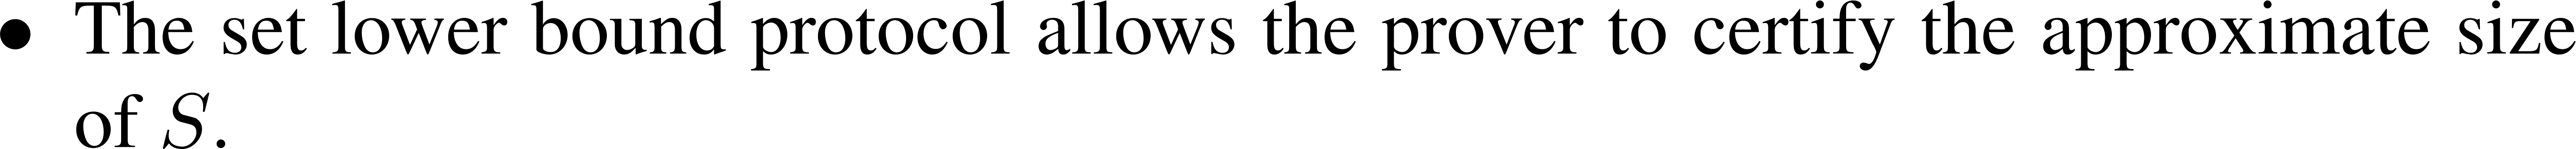 ● The set lower bound protocol allows the prover to certify the approximate size
of S.